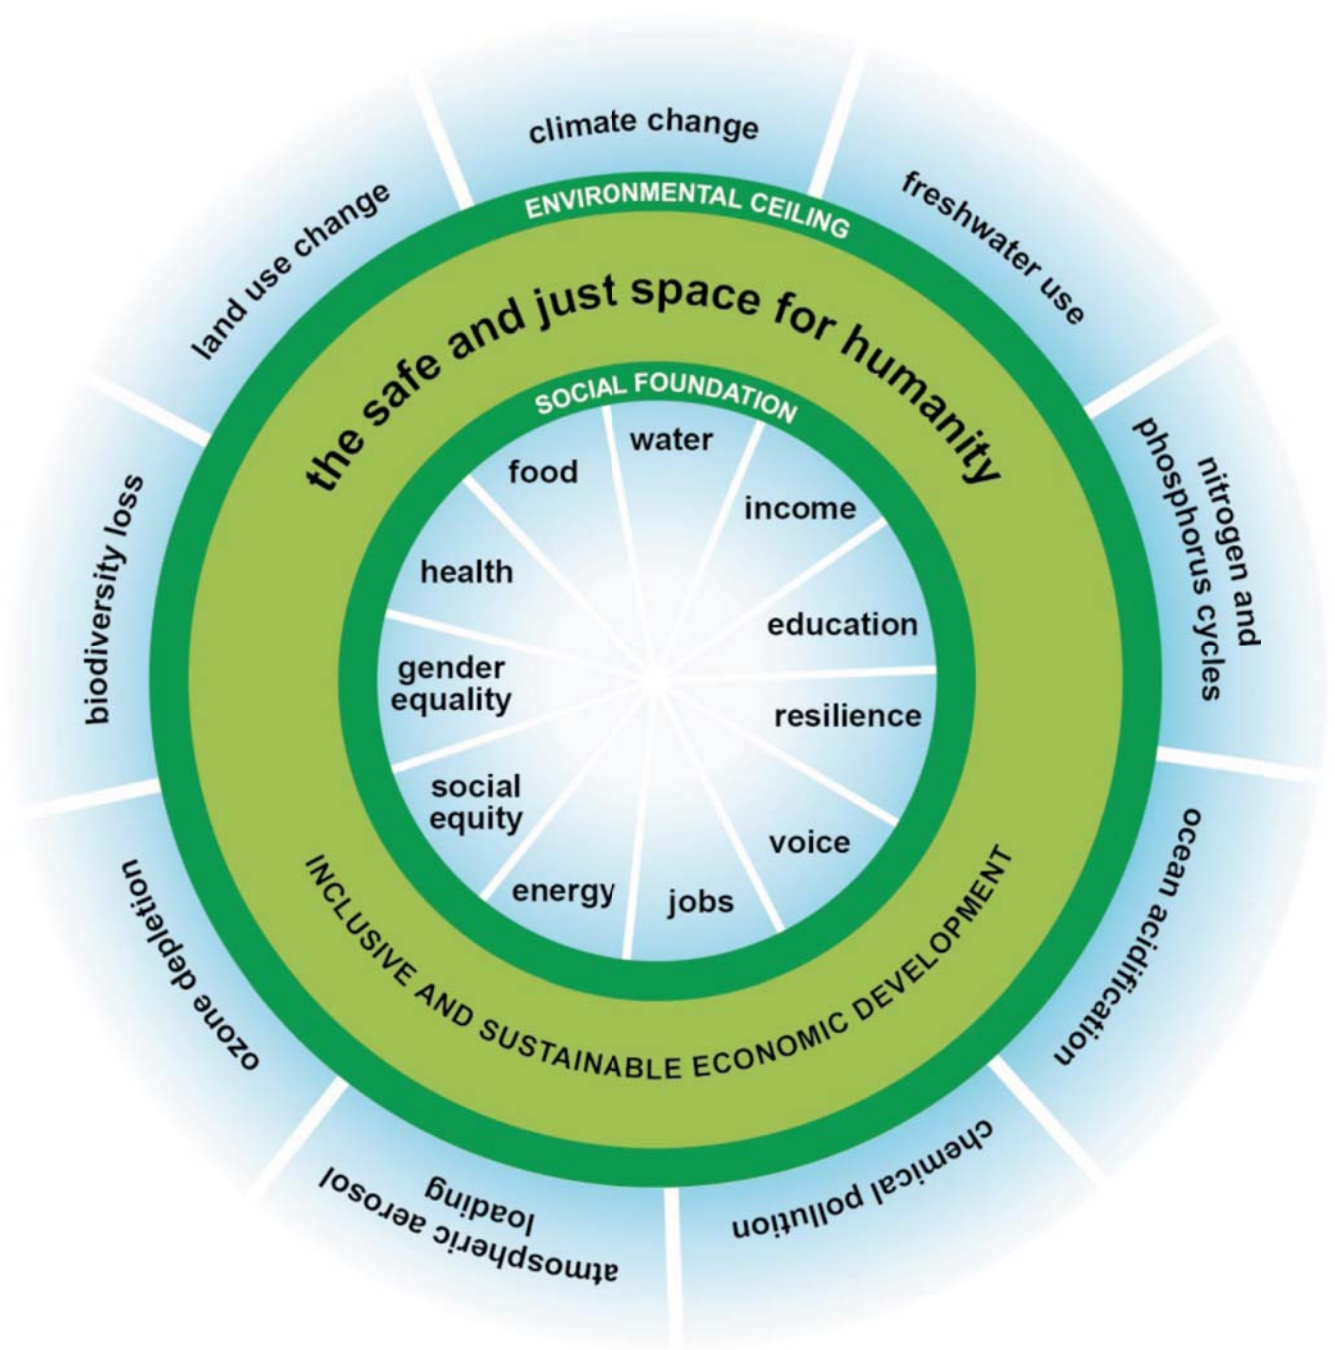 climate change
freshwater use
nitrogen and
phosphorus cycles
ocean acidification
chemical pollution
atmospheric aerosol
loading
ozone depletion
biodiversity loss
land use change
ENVIRONMENTAL CEILING
the safe and just space for humanity
SOCIAL FOUNDATION
water
income
education
resilience
voice
jobs
energy
social
equity
gender
equality
health
food
INCLUSIVE AND SUSTAINABLE ECONOMIC DEVELOPMENT